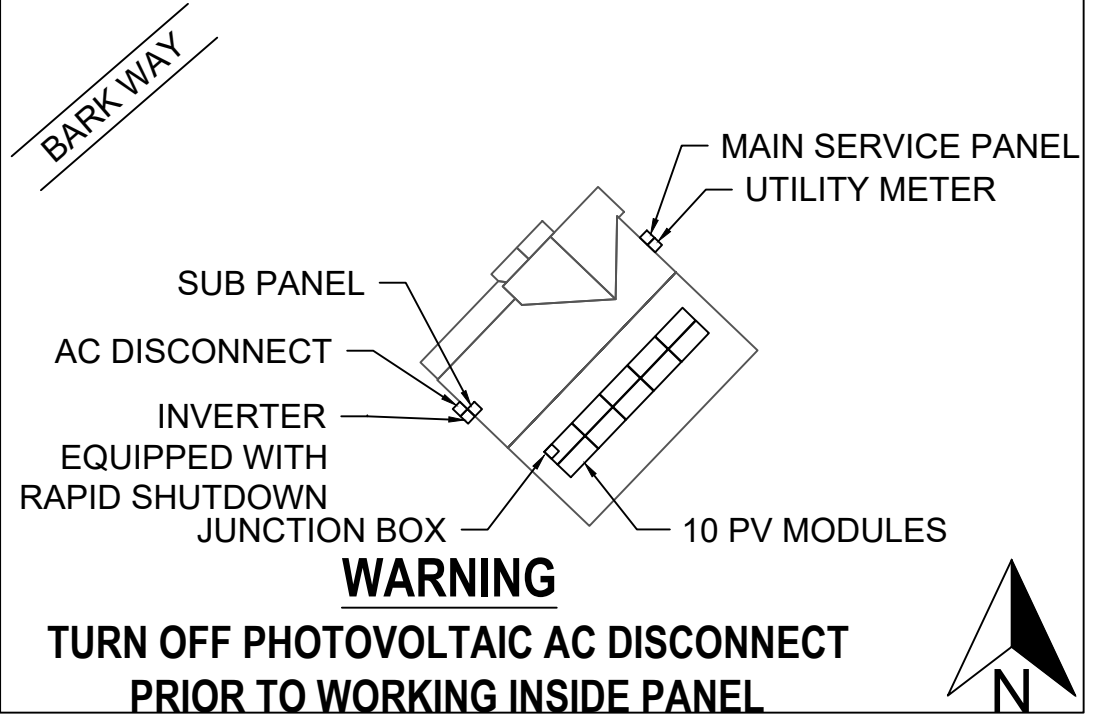 BARK WAY
MAIN SERVICE PANEL
UTILITY METER
SUB PANEL
AC DISCONNECT
INVERTER
EQUIPPED WITH
RAPID SHUTDOWN
JUNCTION BOX
10 PV MODULES
WARNING
TURN OFF PHOTOVOLTAIC AC DISCONNECT
PRIOR TO WORKING INSIDE PANEL
N